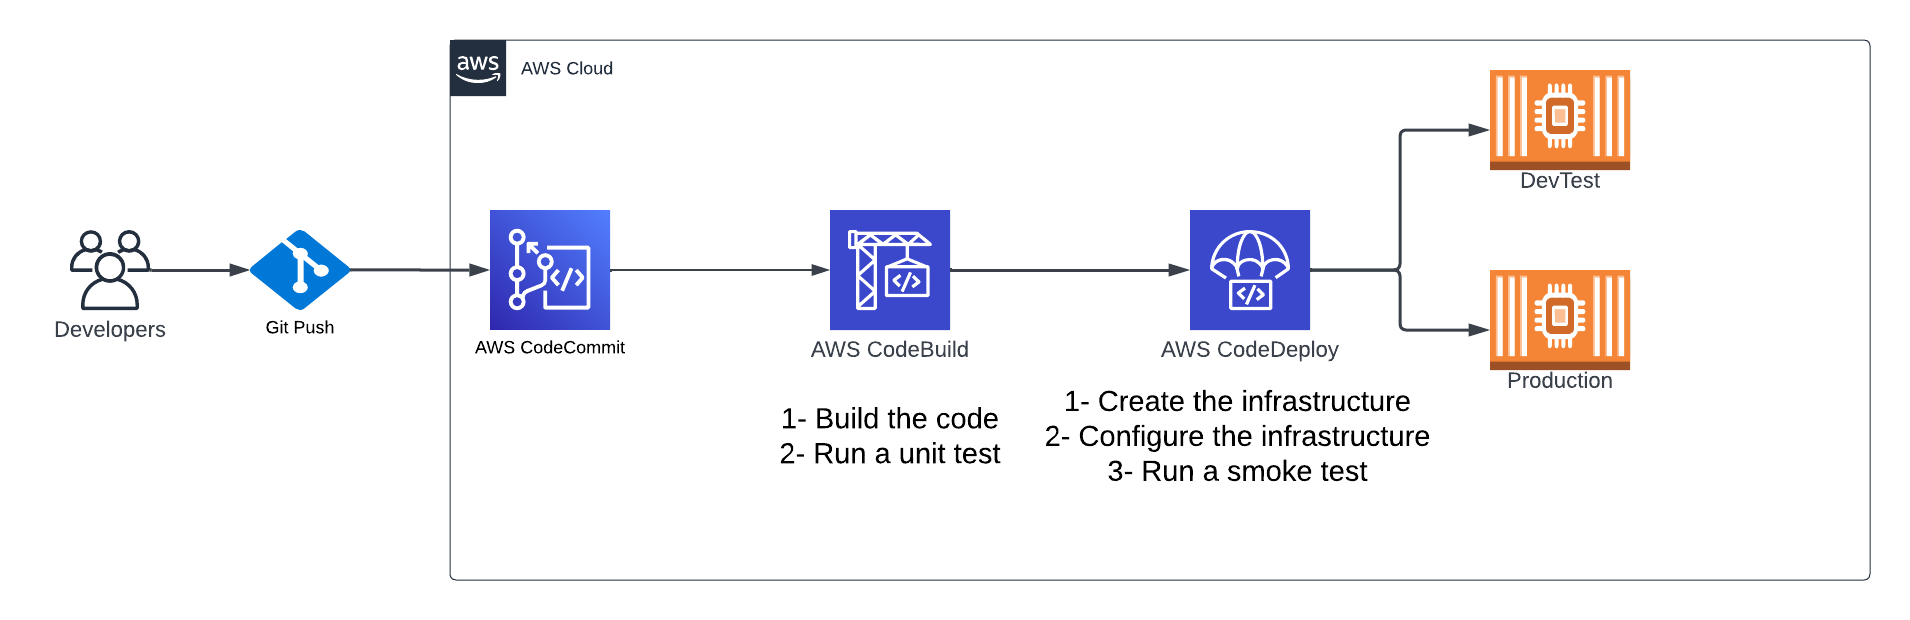 aws
AWS Cloud
DevTest
Developers
Git Push
AWS CodeCommit
AWS CodeBuild
AWS CodeDeploy
Production
1- Build the code
2- Run a unit test
1- Create the infrastructure
2- Configure the infrastructure
3- Run a smoke test